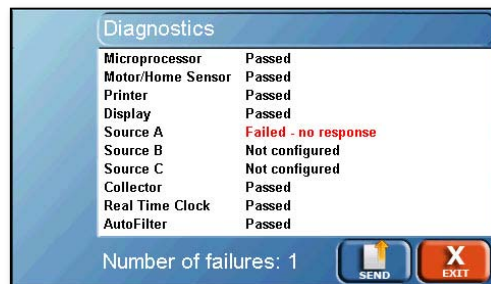 Diagnostics
Microprocessor Passed
Motor/Home Sensor Passed
Printer Passed
Display Passed
Source A Failed - no response
Source B Not configured
Source C Not configured
Collector Passed
Real Time Clock Passed
AutoFilter Passed
Number of failures: 1
SEND
X
EXIT